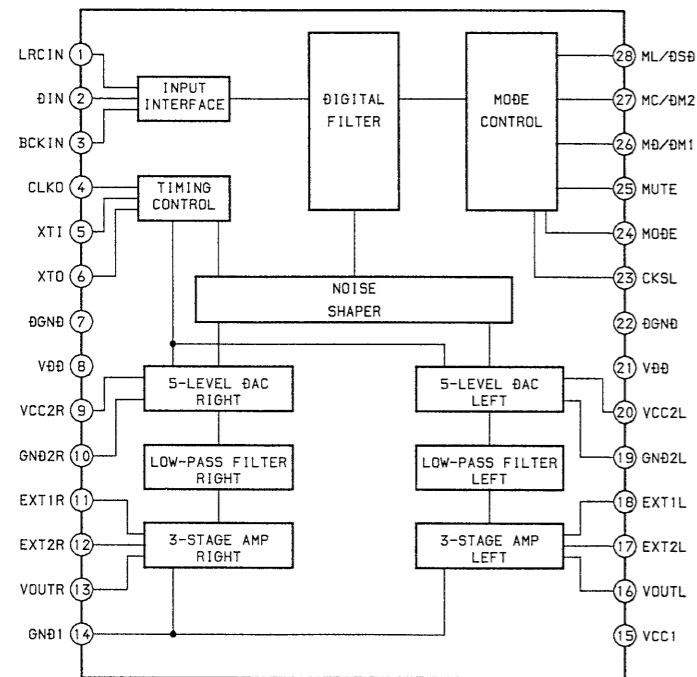 LRCIN 1
DIN 2
BCKIN 3
CLKO 4
XTI 5
XTO 6
DGND 7
VDD 8
VCC2R 9
GND2R 10
EXT1R 11
EXT2R 12
VOUTR 13
GND1 14
INPUT
INTERFACE
TIMING
CONTROL
DIGITAL
FILTER
MODE
CONTROL
NOISE
SHAPER
5-LEVEL DAC
RIGHT
5-LEVEL DAC
LEFT
LOW-PASS FILTER
RIGHT
LOW-PASS FILTER
LEFT
3-STAGE AMP
RIGHT
3-STAGE AMP
LEFT
28 ML/DSD
27 MC/DM2
26 MD/DM1
25 MUTE
24 MODE
23 CKSL
22 DGND
21 VDD
20 VCC2L
19 GND2L
18 EXT1L
17 EXT2L
16 VOUTL
15 VCC1